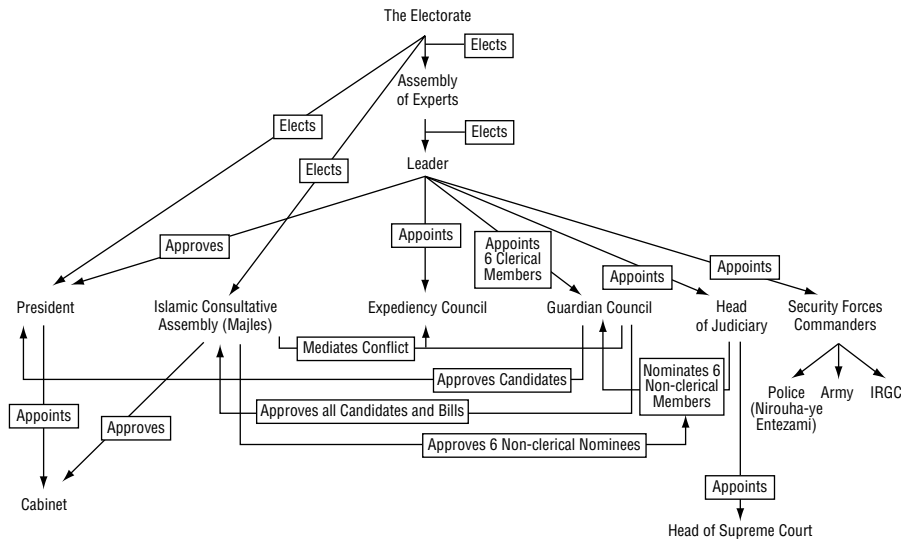 The Electorate
Elects
Assembly
of Experts
Elects
Elects
Elects
Leader
Approves
Appoints
Appoints
6 Clerical
Members
Appoints
Appoints
President
Islamic Consultative
Assembly (Majles)
Expediency Council
Guardian Council
Head
of Judiciary
Security Forces
Commanders
Mediates Conflict
Approves Candidates
Nominates 6
Non-clerical
Members
Police
(Nirouha-ye
Entezami)
Army
IRGC
Appoints
Approves
Approves all Candidates and Bills
Approves 6 Non-clerical Nominees
Cabinet
Appoints
Head of Supreme Court